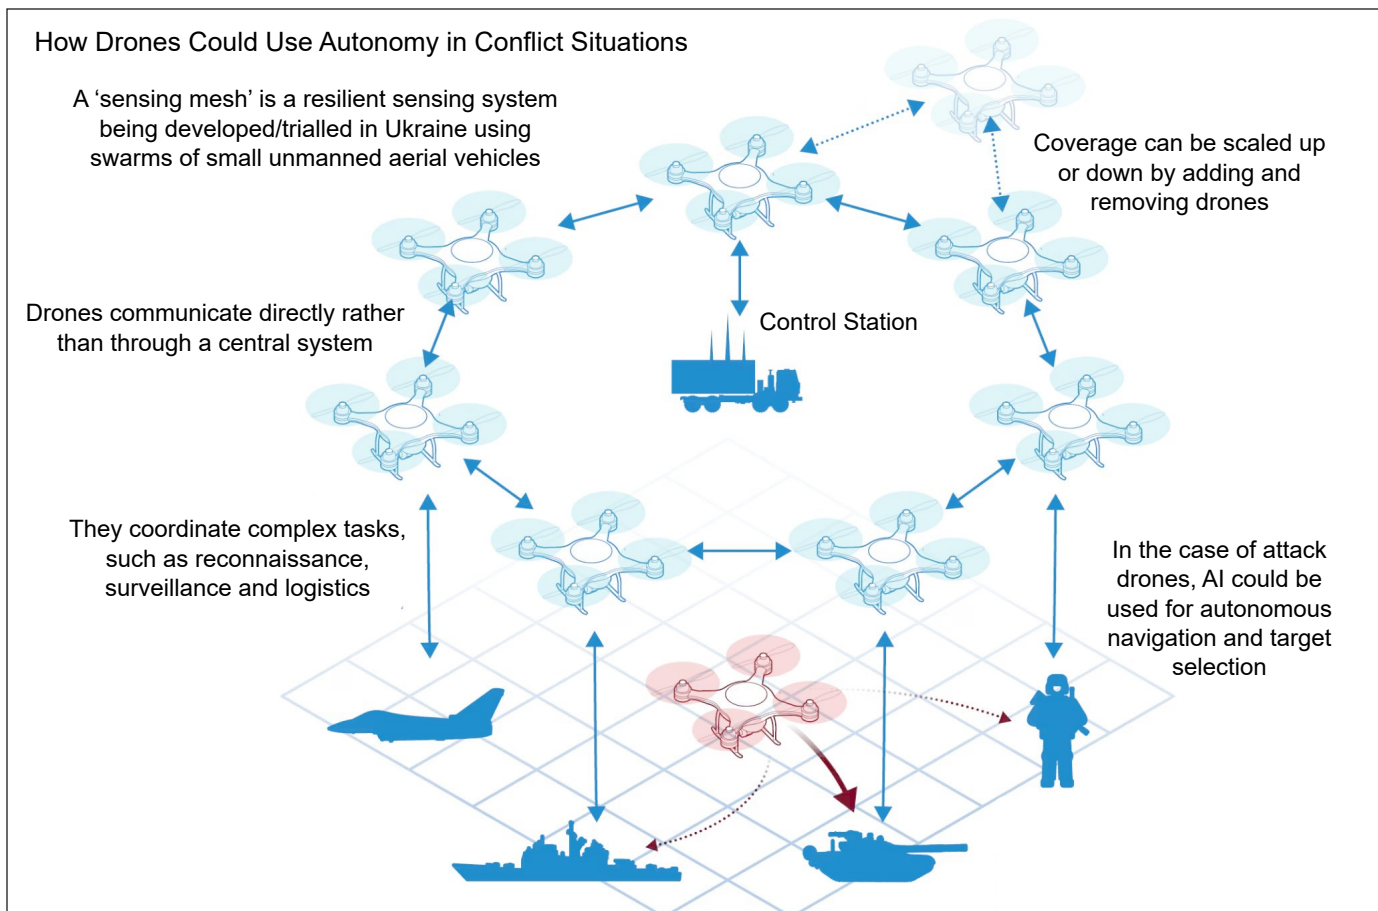 How Drones Could Use Autonomy in Conflict Situations
A ‘sensing mesh’ is a resilient sensing system
being developed/trialled in Ukraine using
swarms of small unmanned aerial vehicles
Coverage can be scaled up
or down by adding and
removing drones
Drones communicate directly rather
than through a central system
Control Station
They coordinate complex tasks,
such as reconnaissance,
surveillance and logistics
In the case of attack
drones, AI could be
used for autonomous
navigation and target
selection